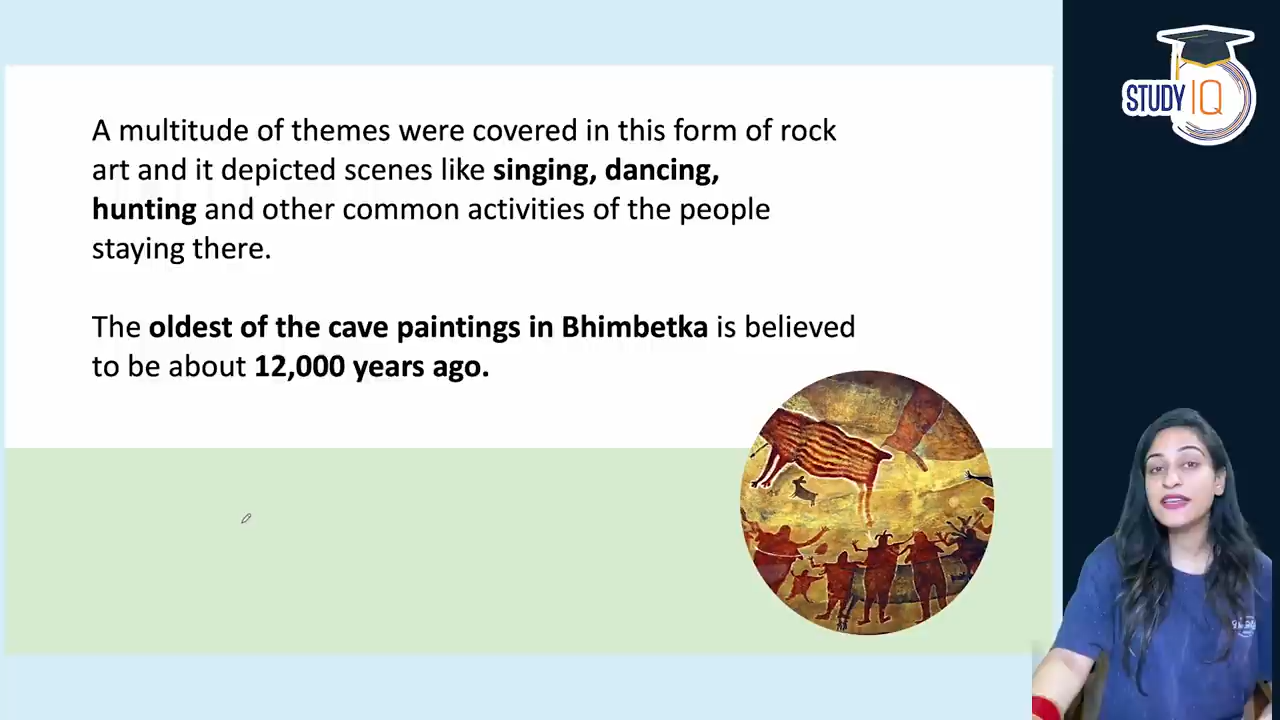 A multitude of themes were covered in this form of rock
art and it depicted scenes like singing, dancing,
hunting and other common activities of the people
staying there.
The oldest of the cave paintings in Bhimbetka is believed
to be about 12,000 years ago.
STUDY IQ